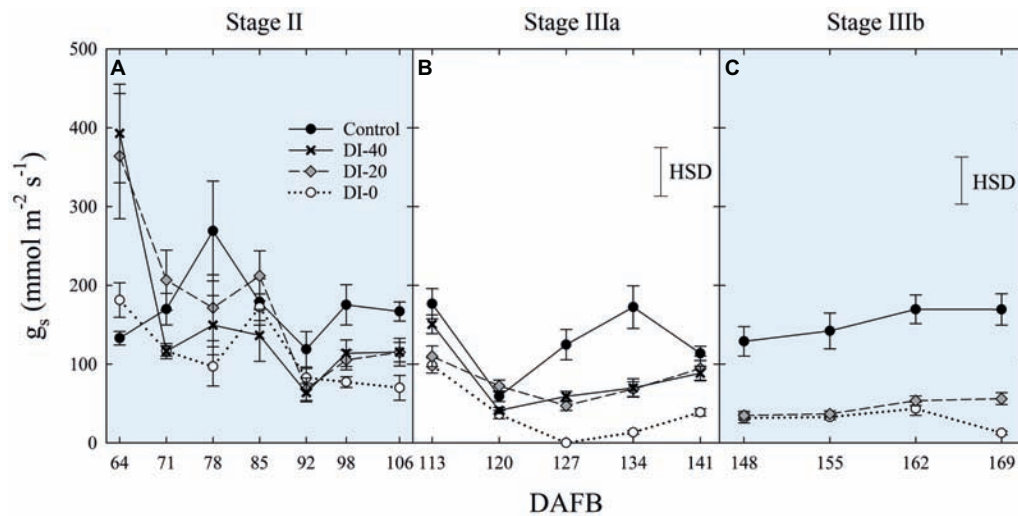 Stage II
Stage IIIa
Stage IIIb
A
B
C
500
400
300
200
100
0
g_s (mmol m⁻² s⁻¹)
Control
DI-40
DI-20
DI-0
HSD
HSD
64 71 78 85 92 98 106
113 120 127 134 141
148 155 162 169
DAFB